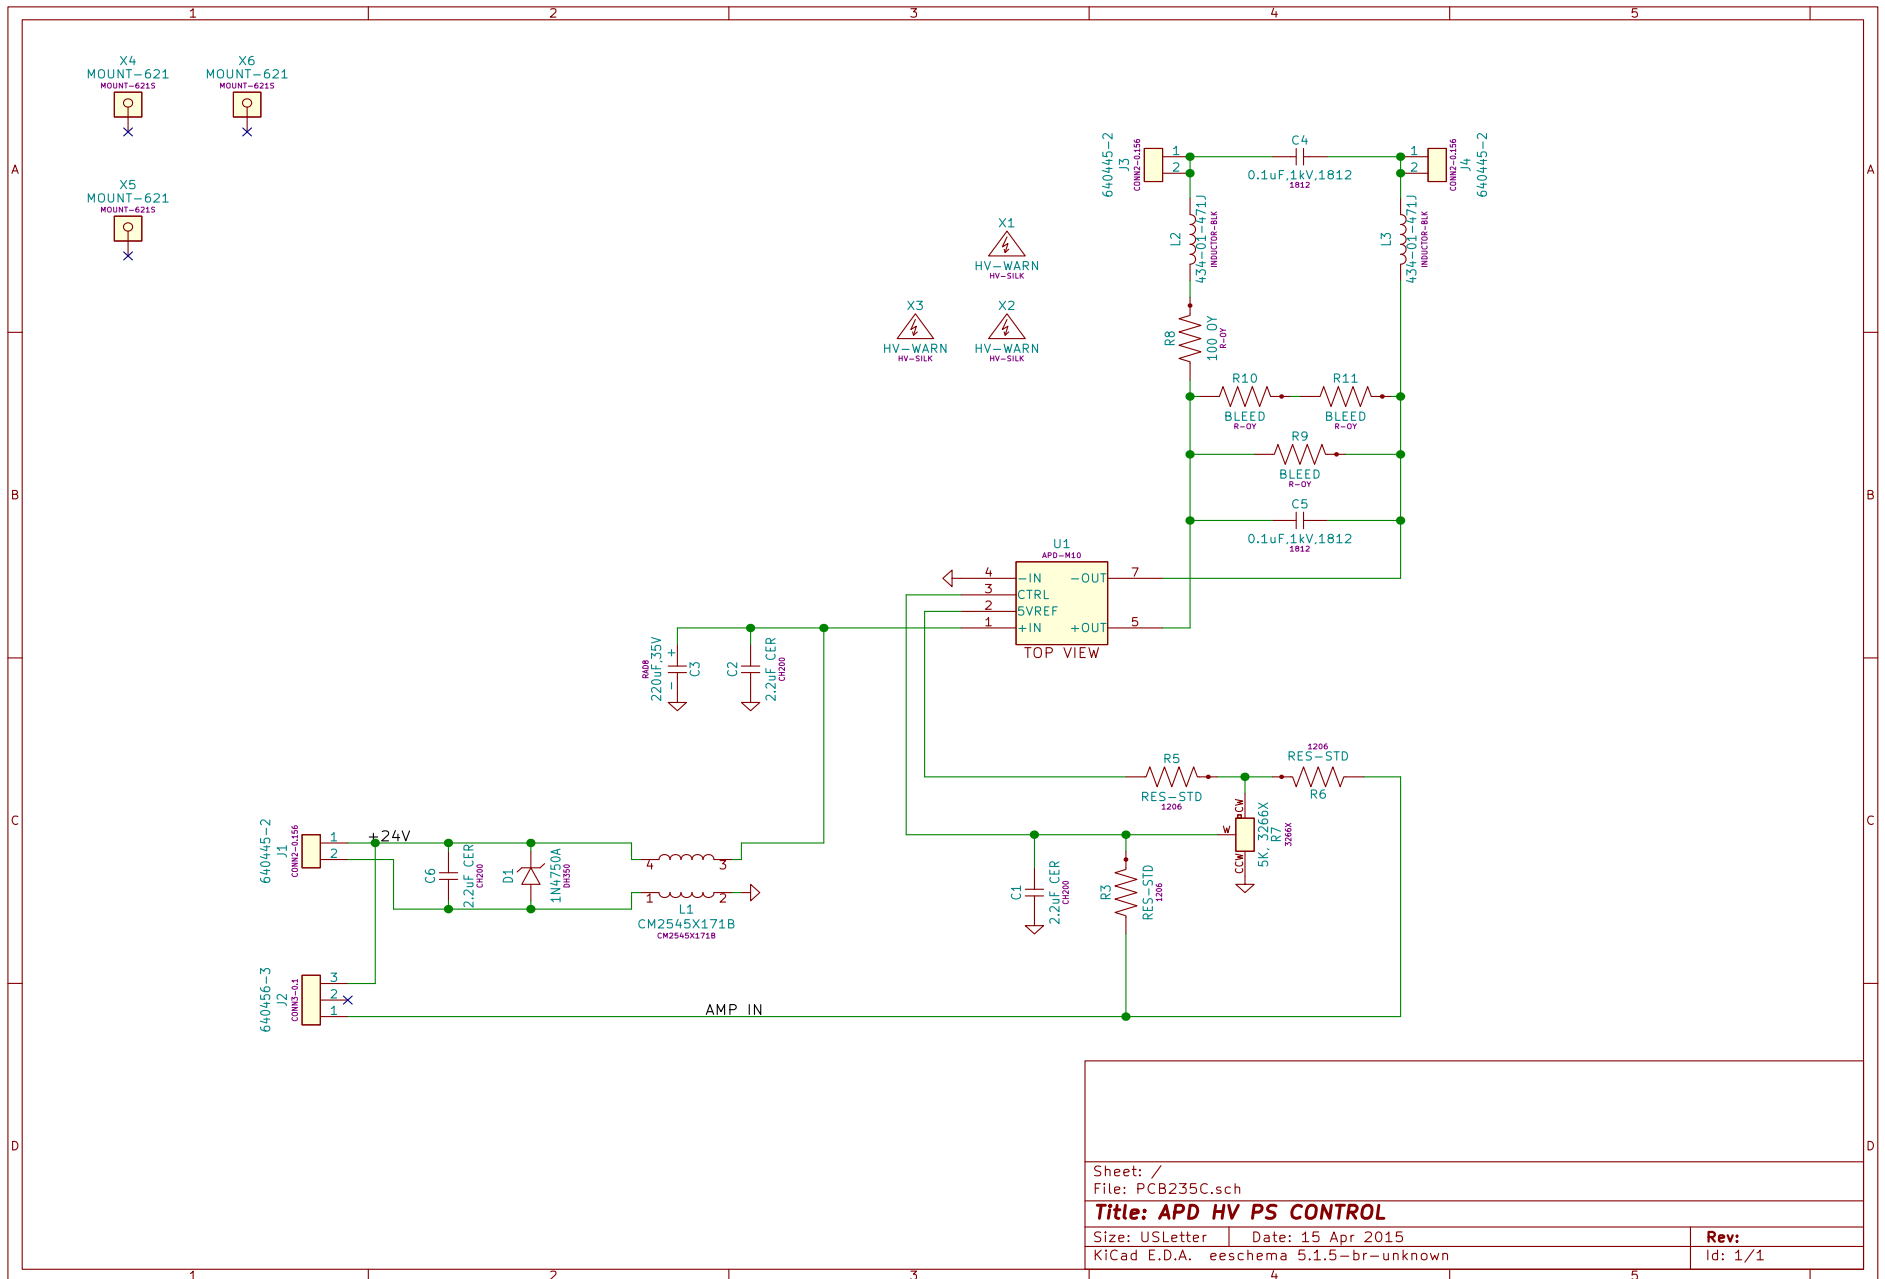 1 2 3 4 5
A
B
C
D
X4
MOUNT-621
MOUNT-621S
X6
MOUNT-621
MOUNT-621S
X5
MOUNT-621
MOUNT-621S
X1
HV-WARN
HV-SILK
X3
HV-WARN
HV-SILK
X2
HV-WARN
HV-SILK
640445-2
J3
CONN2-0.156
1
2
C4
0.1uF,1kV,1812
1812
1
2
CONN2-0.156
J4
640445-2
L2
434-01-471J
INDUCTOR-BLK
L3
434-01-471J
INDUCTOR-BLK
R8
100 OY
R-OY
R10
BLEED
R-OY
R11
BLEED
R-OY
R9
BLEED
R-OY
C5
0.1uF,1kV,1812
1812
U1
APD-M10
4 -IN -OUT 7
3 CTRL
2 5VREF
1 +IN +OUT 5
TOP VIEW
RAD8
220uF,35V
+
-
C3
C2
2.2uF CER
CH200
R5
RES-STD
1206
1206
RES-STD
R6
CW
W
CCW
5K, 3266X
R7
3266X
640445-2
J1
CONN2-0.156
1
2
+24V
C6
2.2uF CER
CH200
D1
1N4750A
DH350
4 3
1 2
L1
CM2545X171B
CM2545X171B
C1
2.2uF CER
CH200
R3
RES-STD
1206
640456-3
J2
CONN3-0.1
3
2
1
AMP IN
Sheet: /
File: PCB235C.sch
Title: APD HV PS CONTROL
Size: USLetter Date: 15 Apr 2015 Rev:
KiCad E.D.A. eeschema 5.1.5-br-unknown Id: 1/1
A
B
C
D
1 2 3 4 5